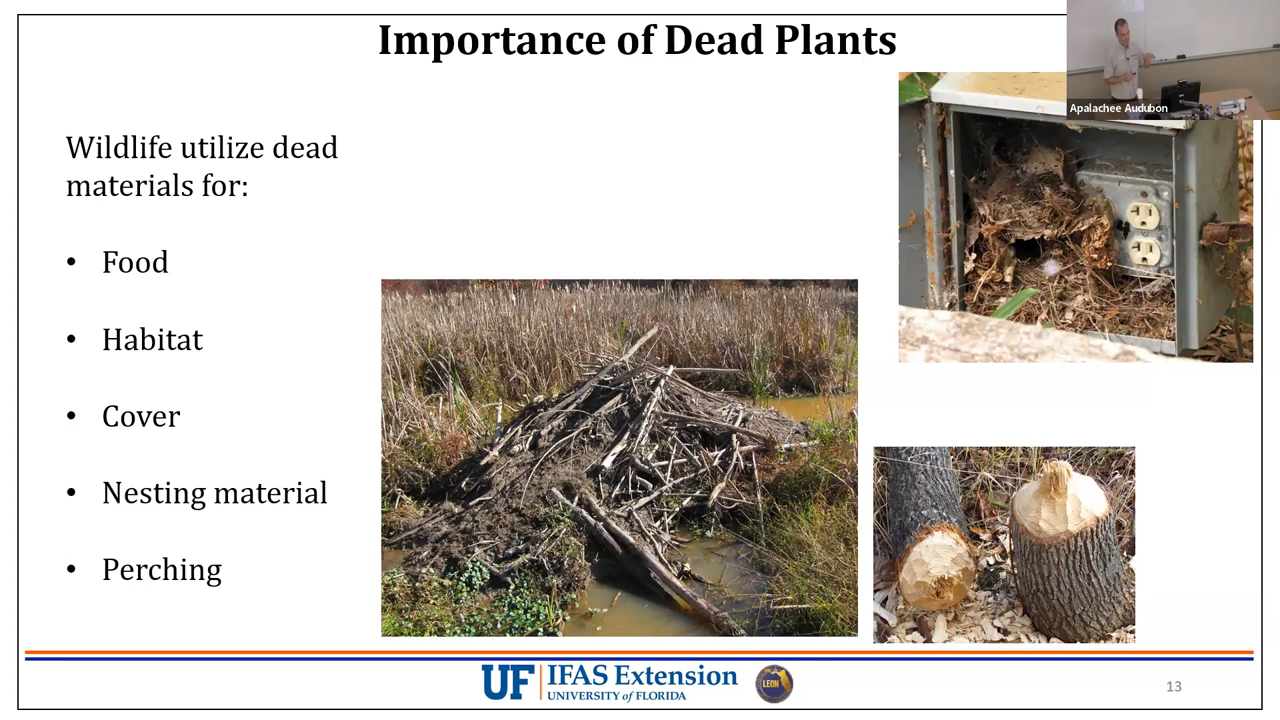 Importance of Dead Plants
Apalachee Audubon
Wildlife utilize dead
materials for:
• Food
• Habitat
• Cover
• Nesting material
• Perching
UF IFAS Extension
UNIVERSITY of FLORIDA
LEON
13